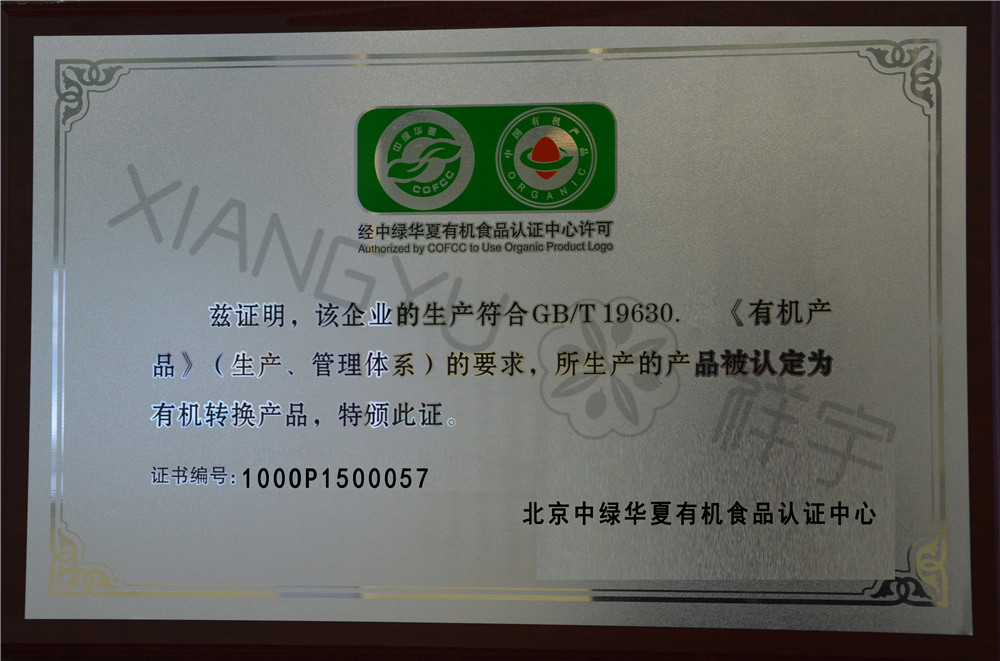 中绿华夏
COFCC
中国有机产品
ORGANIC
经中绿华夏有机食品认证中心许可
Authorized by COFCC to Use Organic Product Logo
XIANGYU
祥宇
兹证明，该企业的生产符合GB/T 19630.　《有机产
品》（生产、管理体系）的要求，所生产的产品被认定为
有机转换产品，特颁此证。
证书编号:1000P1500057
北京中绿华夏有机食品认证中心